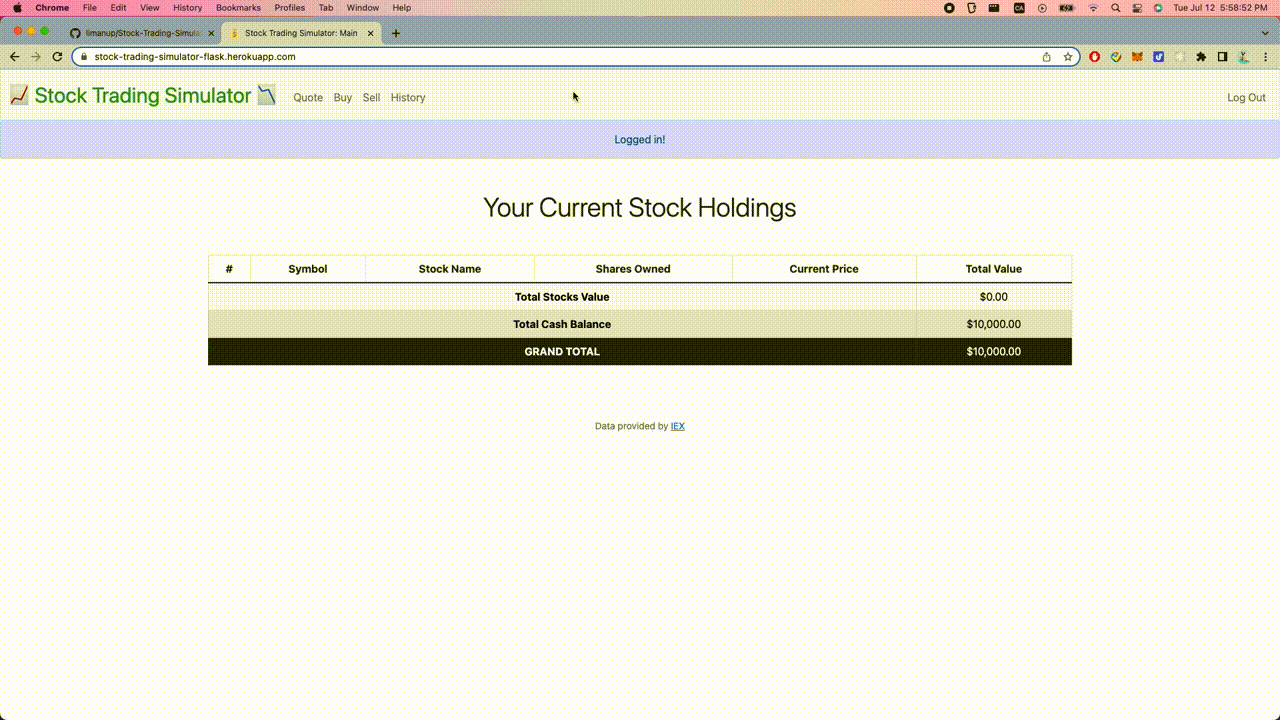 Chrome File Edit View History Bookmarks Profiles Tab Window Help CA Tue Jul 12 5:58:52 PM
limanup/Stock-Trading-Simula Stock Trading Simulator: Main
stock-trading-simulator-flask.herokuapp.com
Stock Trading Simulator Quote Buy Sell History Log Out
Logged in!
Your Current Stock Holdings
# Symbol Stock Name Shares Owned Current Price Total Value
Total Stocks Value $0.00
Total Cash Balance $10,000.00
GRAND TOTAL $10,000.00
Data provided by IEX